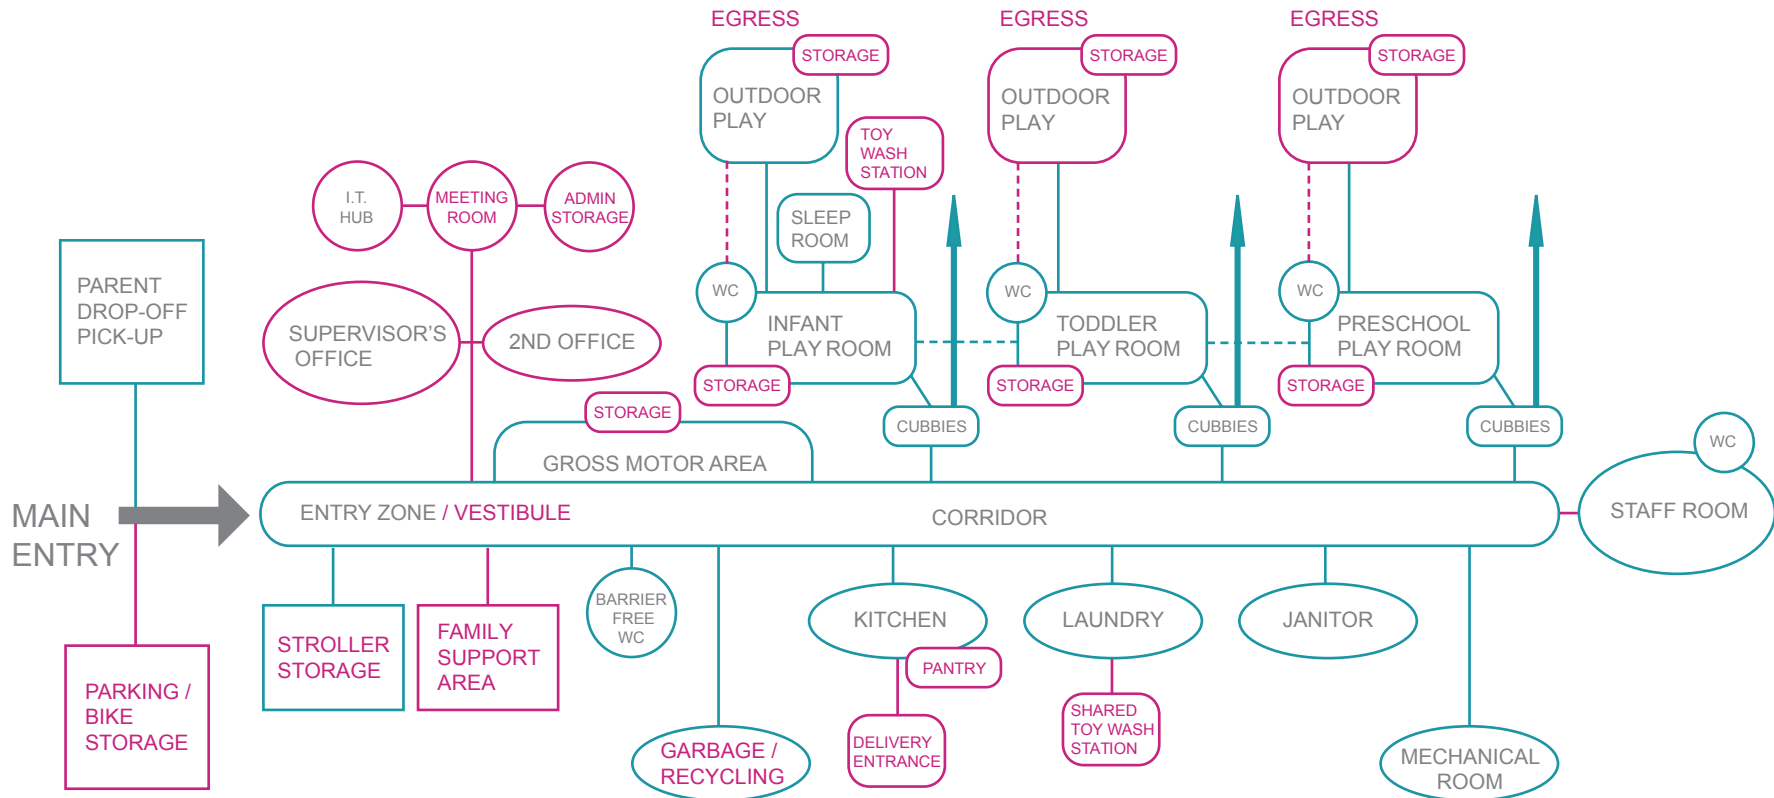 EGRESS
EGRESS
EGRESS
STORAGE
STORAGE
STORAGE
OUTDOOR
PLAY
OUTDOOR
PLAY
OUTDOOR
PLAY
TOY
WASH
STATION
I.T.
HUB
MEETING
ROOM
ADMIN
STORAGE
SLEEP
ROOM
PARENT
DROP-OFF
PICK-UP
WC
WC
WC
SUPERVISOR'S
OFFICE
2ND OFFICE
INFANT
PLAY ROOM
TODDLER
PLAY ROOM
PRESCHOOL
PLAY ROOM
STORAGE
STORAGE
STORAGE
STORAGE
CUBBIES
CUBBIES
CUBBIES
WC
GROSS MOTOR AREA
MAIN
ENTRY
ENTRY ZONE / VESTIBULE
CORRIDOR
STAFF ROOM
STROLLER
STORAGE
FAMILY
SUPPORT
AREA
BARRIER
FREE
WC
KITCHEN
PANTRY
LAUNDRY
JANITOR
PARKING /
BIKE
STORAGE
GARBAGE /
RECYCLING
DELIVERY
ENTRANCE
SHARED
TOY WASH
STATION
MECHANICAL
ROOM